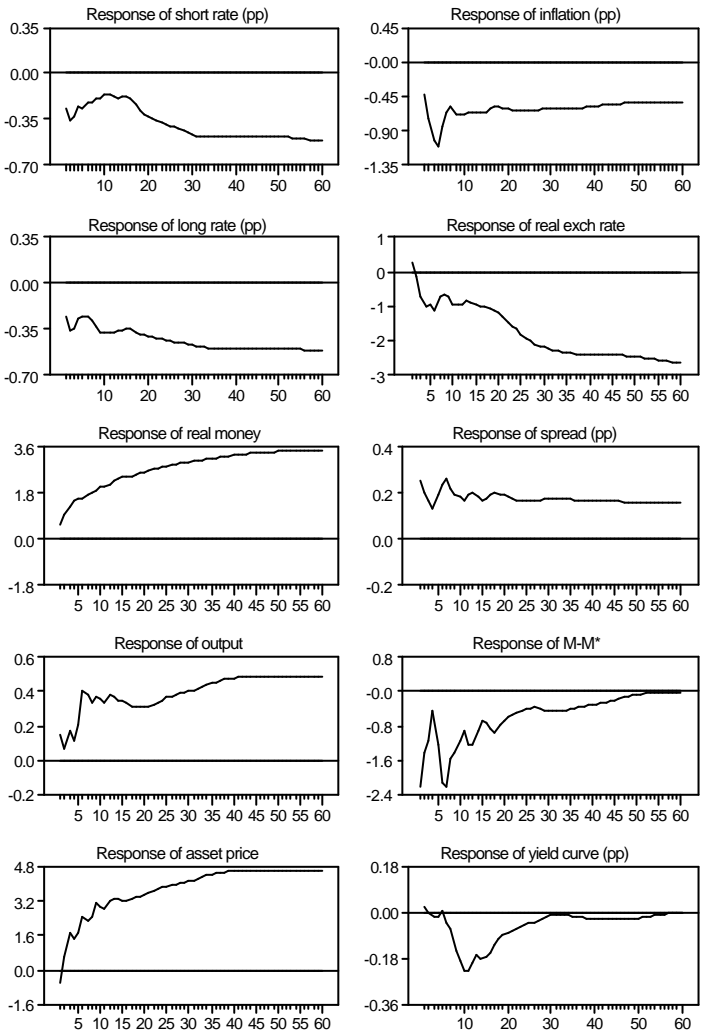 Response of short rate (pp)
0.35
0.00
-0.35
-0.70
10 20 30 40 50 60
Response of inflation (pp)
0.45
-0.00
-0.45
-0.90
-1.35
10 20 30 40 50 60
Response of long rate (pp)
0.35
0.00
-0.35
-0.70
10 20 30 40 50 60
Response of real exch rate
1
0
-1
-2
-3
5 10 15 20 25 30 35 40 45 50 55 60
Response of real money
3.6
1.8
0.0
-1.8
5 10 15 20 25 30 35 40 45 50 55 60
Response of spread (pp)
0.4
0.2
0.0
-0.2
5 10 15 20 25 30 35 40 45 50 55 60
Response of output
0.6
0.4
0.2
0.0
-0.2
5 10 15 20 25 30 35 40 45 50 55 60
Response of M-M*
0.8
-0.0
-0.8
-1.6
-2.4
5 10 15 20 25 30 35 40 45 50 55 60
Response of asset price
4.8
3.2
1.6
0.0
-1.6
5 10 15 20 25 30 35 40 45 50 55 60
Response of yield curve (pp)
0.18
0.00
-0.18
-0.36
10 20 30 40 50 60